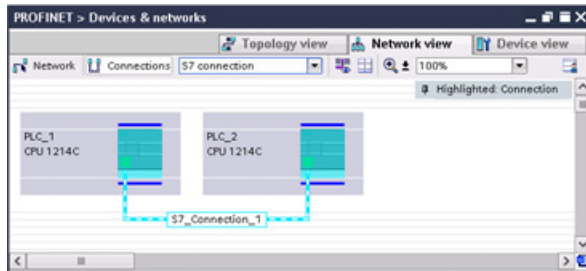 PROFINET > Devices & networks
Topology view Network view Device view
Network Connections S7 connection 100%
Highlighted: Connection
PLC_1
CPU 1214C
PLC_2
CPU 1214C
S7_Connection_1